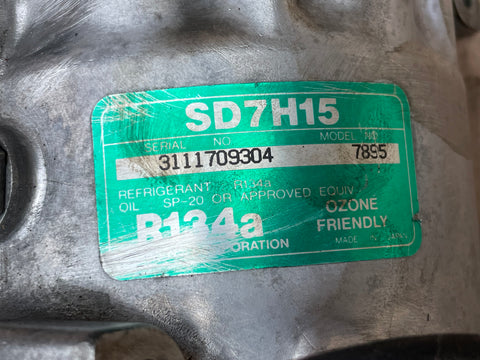 SD7H15
SERIAL NO. MODEL NO
3111709304 7895
REFRIGERANT R134a
OIL SP-20 OR APPROVED EQUIV
R134a OZONE
FRIENDLY
MADE IN JAPAN